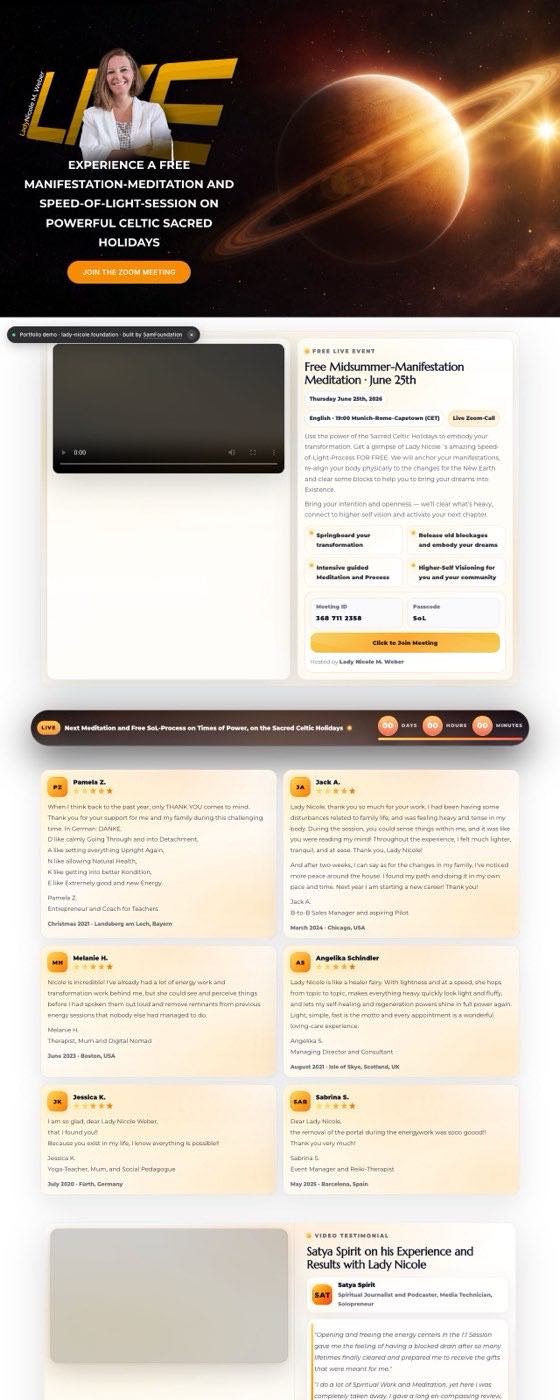 LIVE
LadyNicole M. Weber
EXPERIENCE A FREE
MANIFESTATION-MEDITATION AND
SPEED-OF-LIGHT-SESSION ON
POWERFUL CELTIC SACRED
HOLIDAYS
JOIN THE ZOOM MEETING
Portfolio demo · lady-nicole foundation · built by SamFoundation ×
0:00
FREE LIVE EVENT
Free Midsummer-Manifestation
Meditation · June 25th
Thursday June 25th, 2026
English · 19:00 Munich-Rome-Capetown (CET)
Live Zoom-Call
Use the power of the Sacred Celtic Holidays to embody your
transformation. Get a glimpse of Lady Nicole 's amazing Speed-
of-Light-Process FOR FREE. We will anchor your manifestations,
re-align your body physically to the changes for the New Earth
and clear some blocks to help you to bring your dreams into
Existence.
Bring your intention and openness — we'll clear what's heavy,
connect to higher-self vision and activate your next chapter.
Springboard your
transformation
Release old blockages
and embody your dreams
Intensive guided
Meditation and Process
Higher-Self Visioning for
you and your community
Meeting ID
368 711 2358
Passcode
SoL
Click to Join Meeting
Hosted by Lady Nicole M. Weber
LIVE
Next Meditation and Free SoL-Process on Times of Power, on the Sacred Celtic Holidays
00 DAYS 00 HOURS 00 MINUTES
PZ
Pamela Z.
When I think back to the past year, only THANK YOU comes to mind.
Thank you for your support for me and my family during this challenging
time. In German: DANKE.
D like calmly Going Through and into Detachment,
A like setting everything Upright Again,
N like allowing Natural Health,
K like getting into better Kondition,
E like Extremely good and new Energy.
Pamela Z.
Entrepreneur and Coach for Teachers
Christmas 2021 · Landsberg am Lech, Bayern
JA
Jack A.
Lady Nicole, thank you so much for your work, I had been having some
disturbances related to family life, and was feeling heavy and tense in my
body. During the session, you could sense things within me, and it was like
you were reading my mind! Throughout the experience, I felt much lighter,
tranquil, and at ease. Thank you, Lady Nicole!
And after two-weeks, I can say as for the changes in my family, I've noticed
more peace around the house. I found my path and doing it in my own
pace and time. Next year I am starting a new career! Thank you!
Jack A.
B-to-B Sales Manager and aspiring Pilot
March 2024 · Chicago, USA
MH
Melanie H.
Nicole is incredible! I've already had a lot of energy work and
transformation work behind me, but she could see and perceive things
before I had spoken them out loud and remove remnants from previous
energy sessions that nobody else had managed to do.
Melanie H.
Therapist, Mum and Digital Nomad
June 2023 · Boston, USA
AS
Angelika Schindler
Lady Nicole is like a healer fairy. With lightness and at a speed, she hops
from topic to topic, makes everything heavy quickly look light and fluffy,
and lets my self-healing and regeneration powers shine in full power again.
Light, simple, fast is the motto and every appointment is a wonderful
loving-care experience.
Angelika S.
Managing Director and Consultant
August 2021 · Isle of Skye, Scotland, UK
JK
Jessica K.
I am so glad, dear Lady Nicole Weber,
that I found you!!
Because you exist in my life, I know everything is possible!!
Jessica K.
Yoga-Teacher, Mum, and Social Pedagogue
July 2020 · Fürth, Germany
SAB
Sabrina S.
Dear Lady Nicole,
the removal of the portal during the energywork was sooo goood!!
Thank you very much!
Sabrina S.
Event Manager and Reiki-Therapist
May 2025 · Barcelona, Spain
VIDEO TESTIMONIAL
Satya Spirit on his Experience and
Results with Lady Nicole
SAT
Satya Spirit
Spiritual Journalist and Podcaster, Media Technician,
Solopreneur
"Opening and freeing the energy centers in the 1:1 Session
gave me the feeling of having a blocked drain after so many
lifetimes finally cleared and prepared me to receive the gifts
that were meant for me."
"I do a lot of Spiritual Work and Meditation, yet here I was
completely taken away. I gave a long en-compassing review,